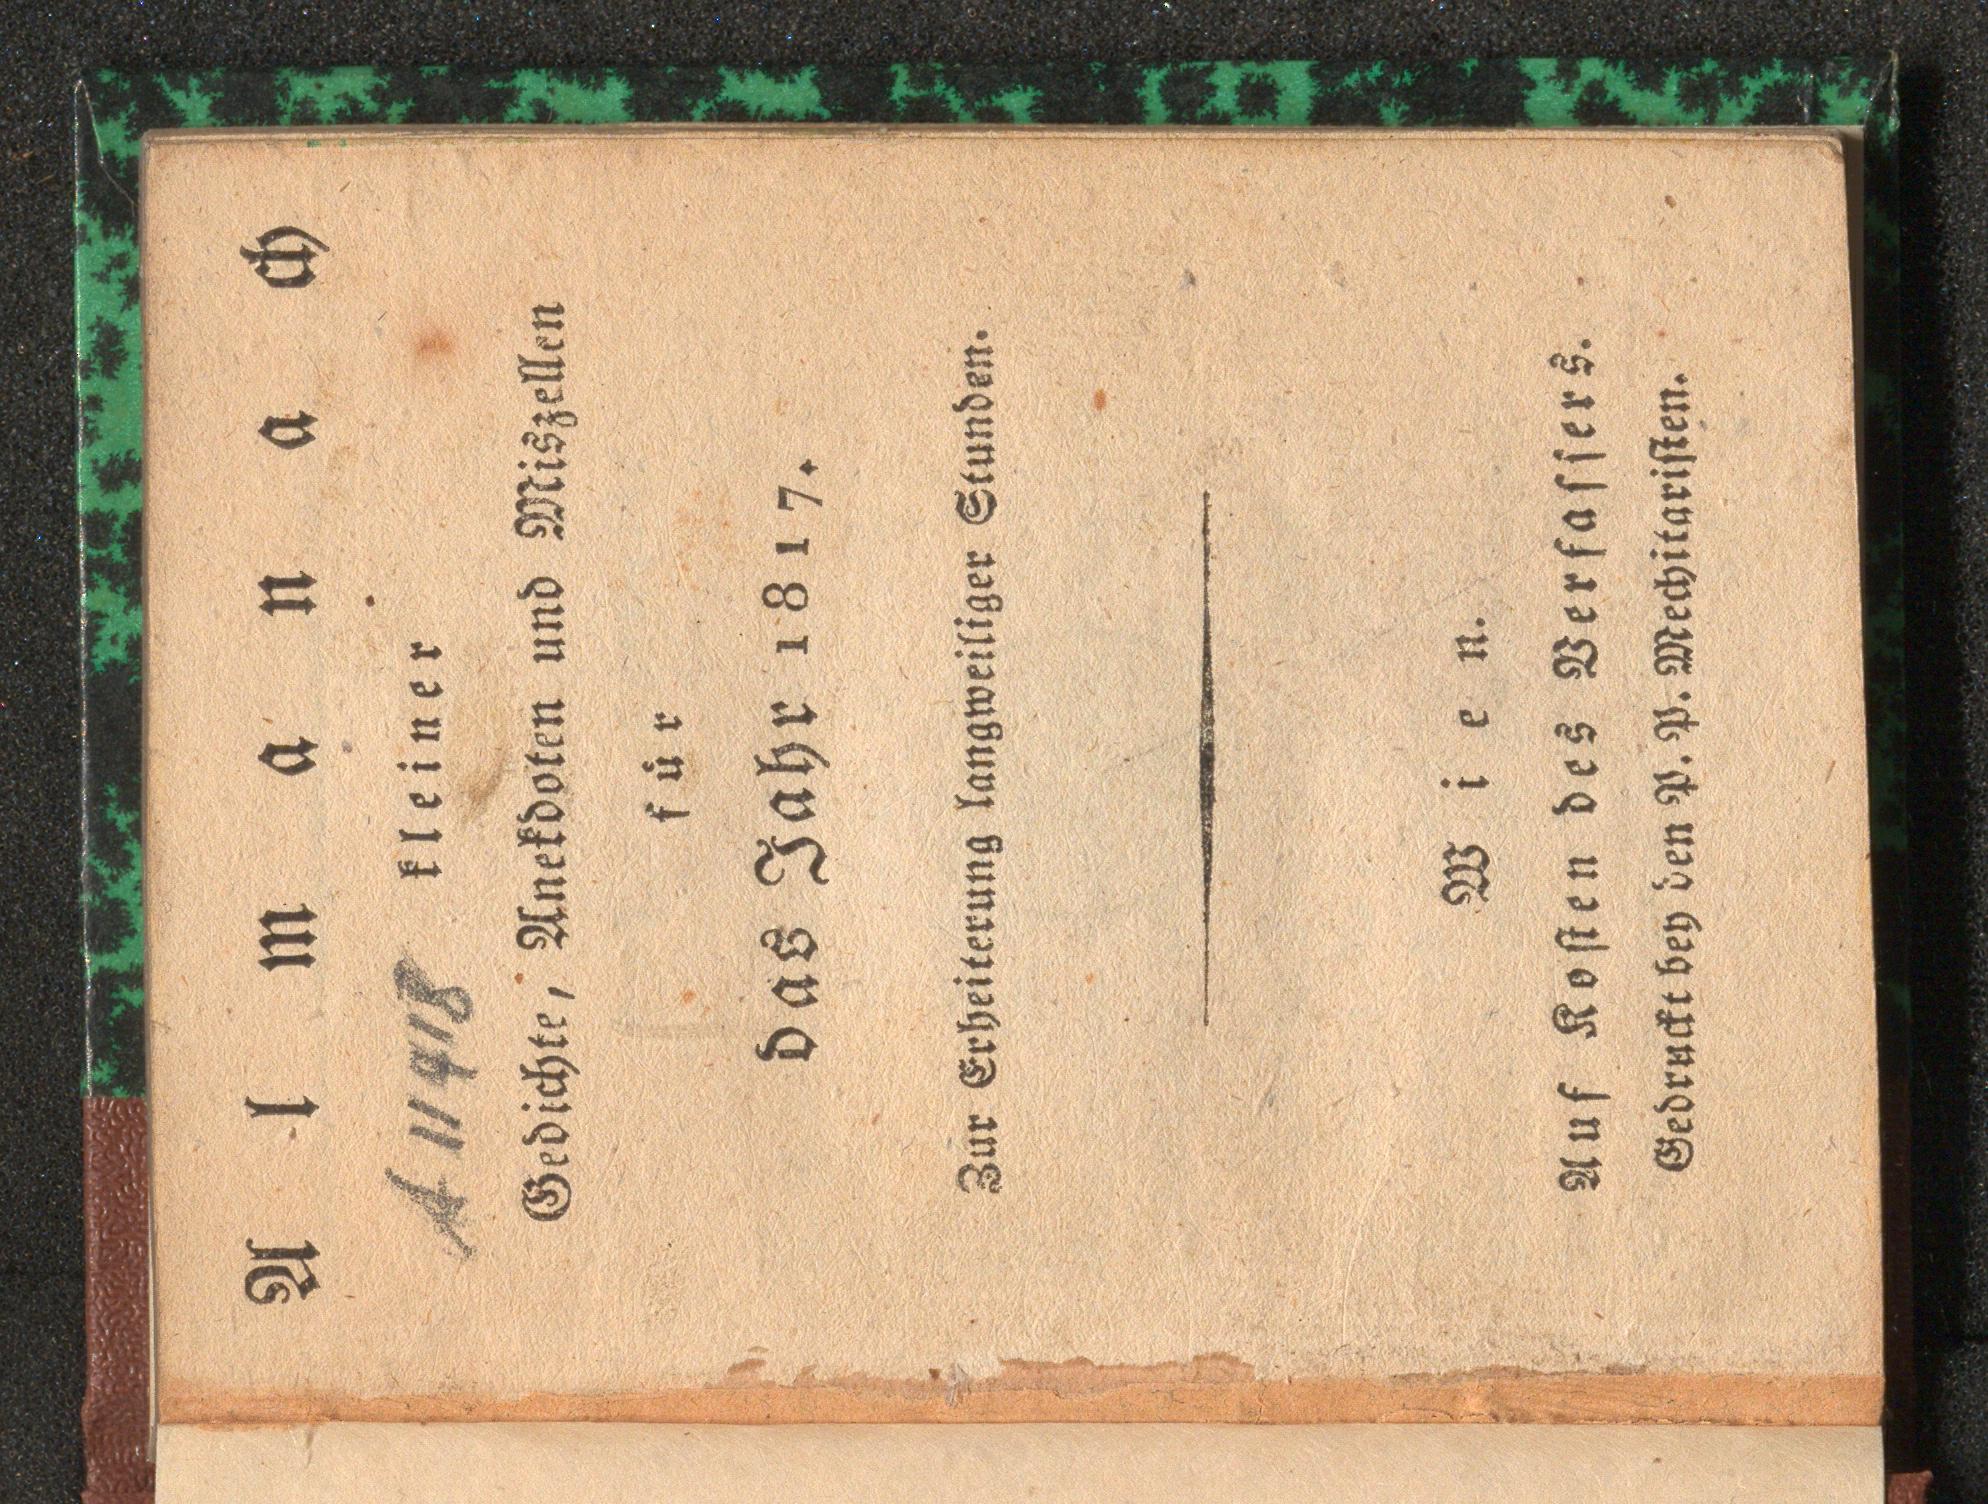 Almanach
kleiner
A 11418
Gedichte, Anekdoten und Miszellen
für
das Jahr 1817.
Zur Erheiterung langweiliger Stunden.
Wien.
Auf Kosten des Verfassers.
Gedruckt bey den P. P. Mechitaristen.